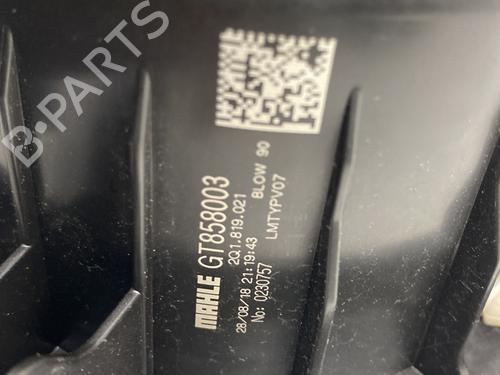 B-PARTS
MAHLE GT858003
2Q1.819.021
28/08/18 21:19:43
No: 0230757
BLOW 90
LMTYPV07